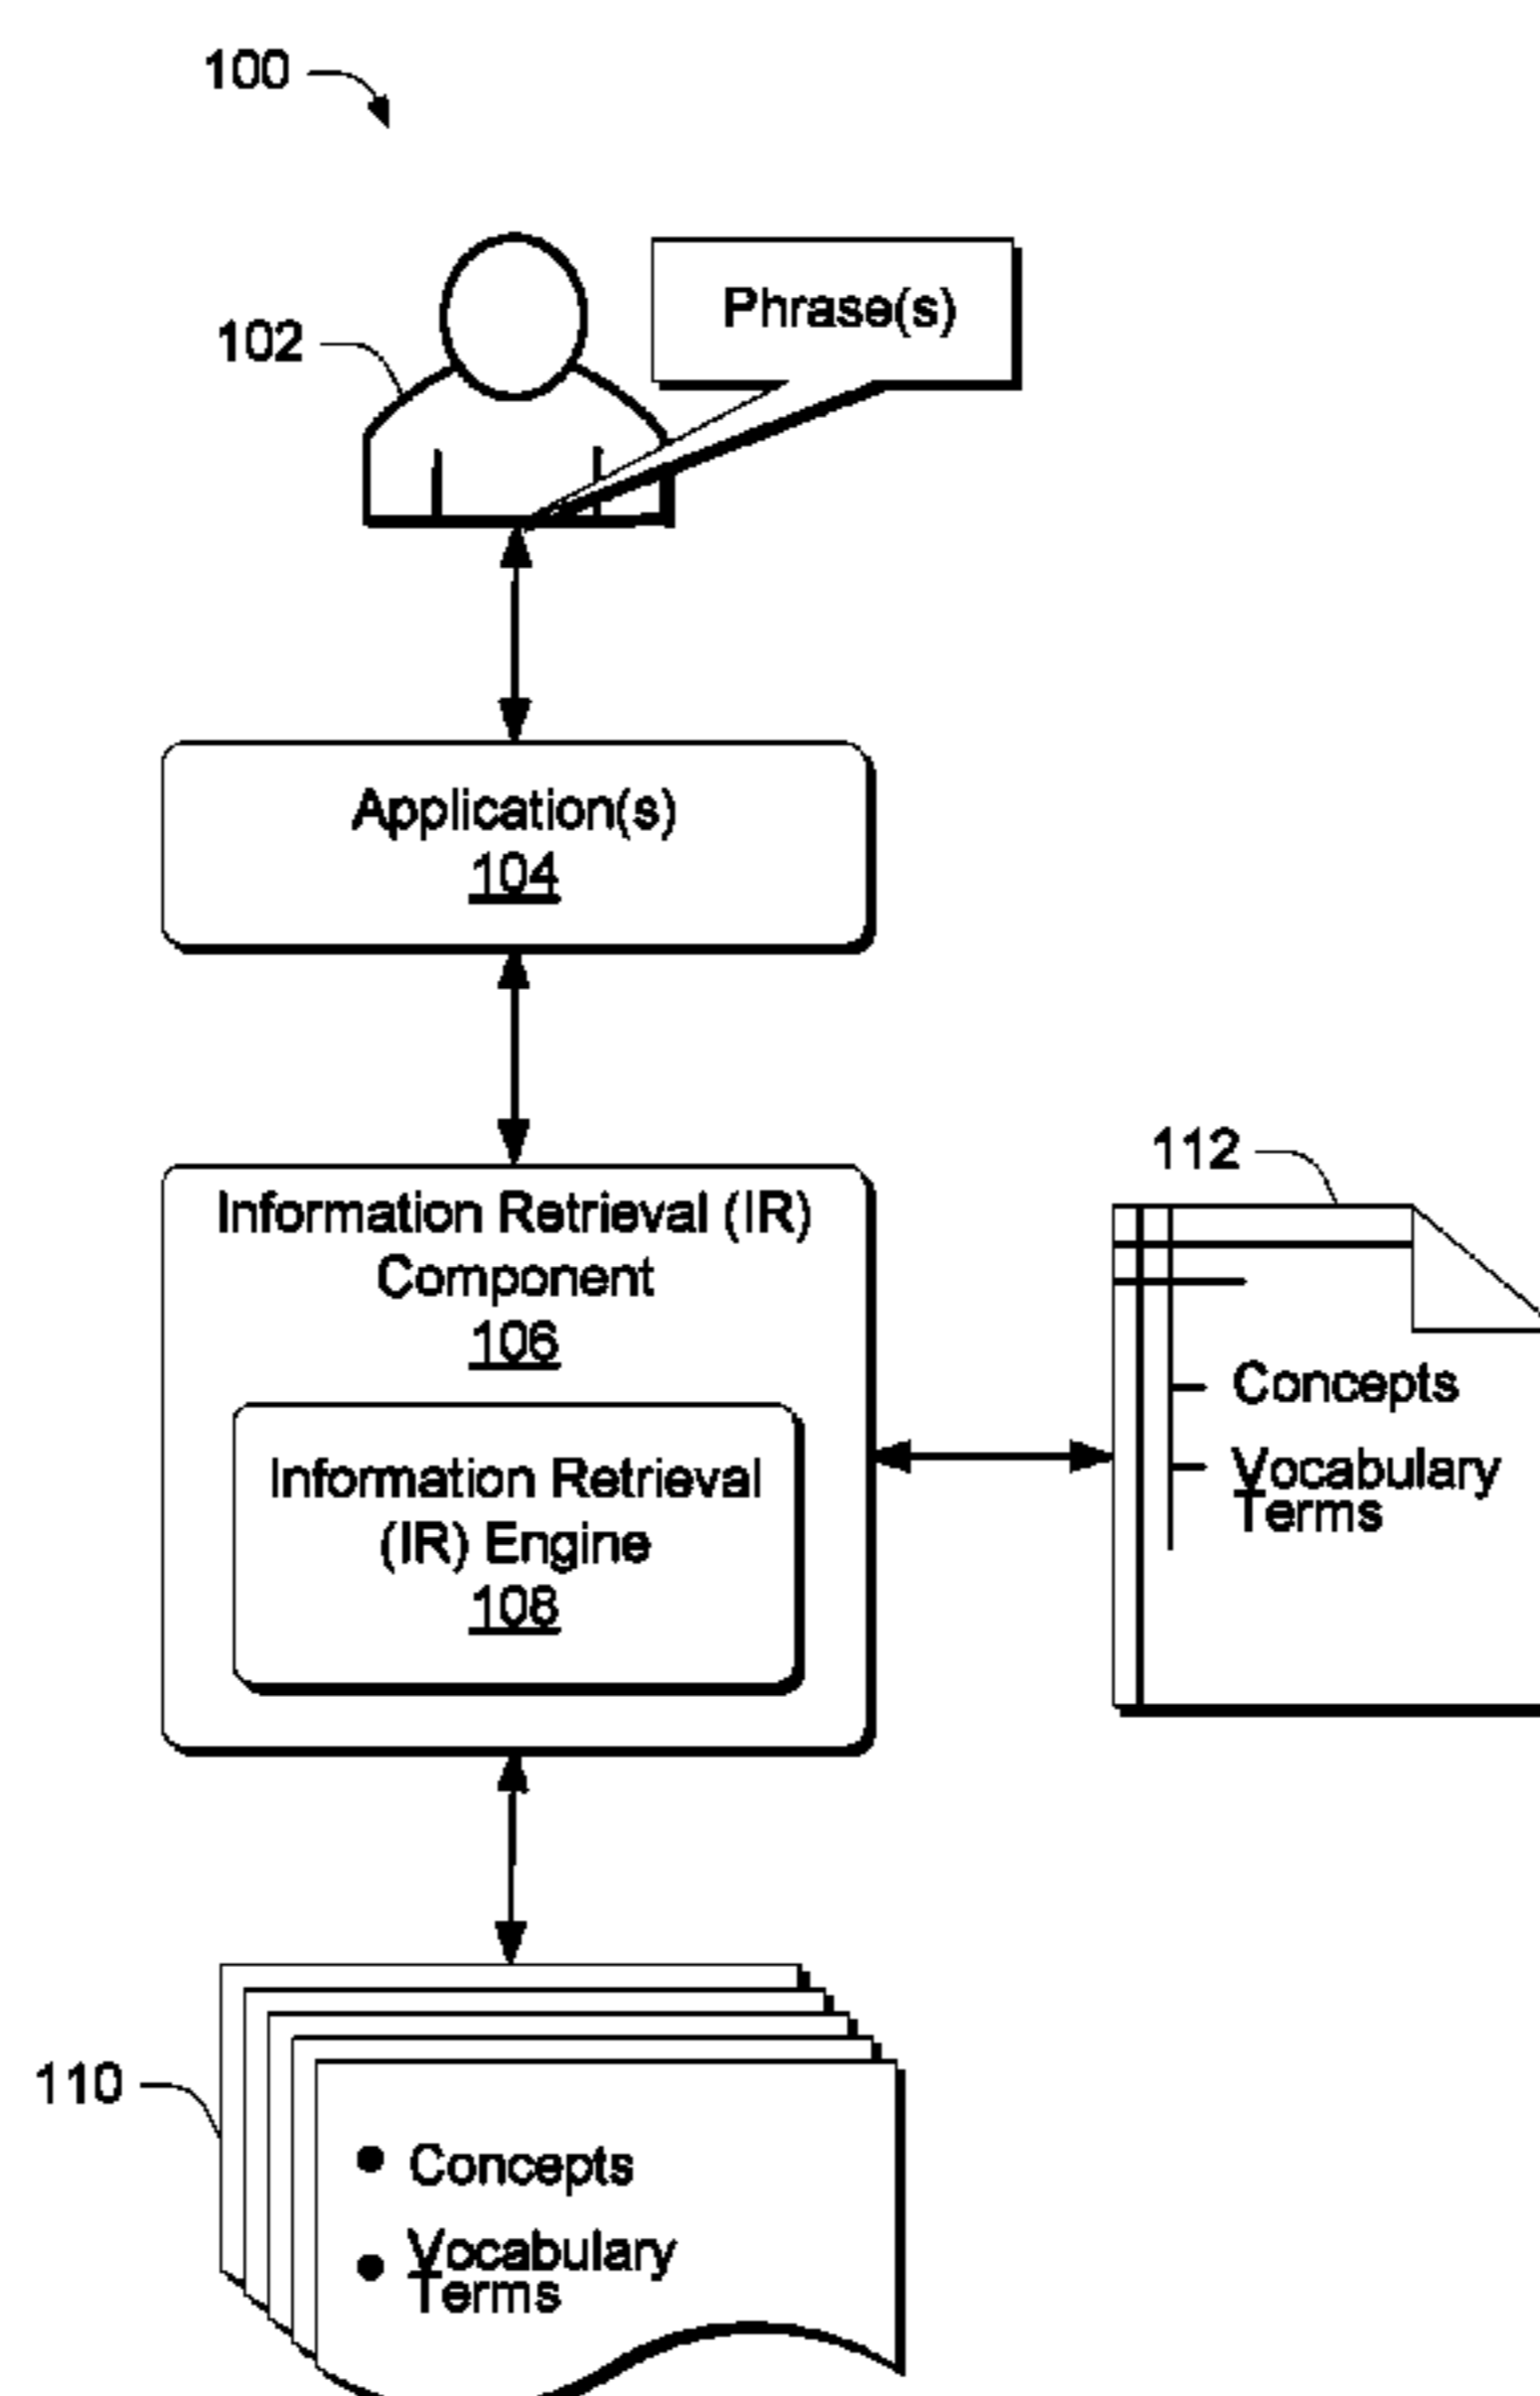 100
102
Phrase(s)
Application(s)
104
Information Retrieval (IR)
Component
106
Information Retrieval
(IR) Engine
108
112
Concepts
Vocabulary
Terms
110
Concepts
Vocabulary
Terms